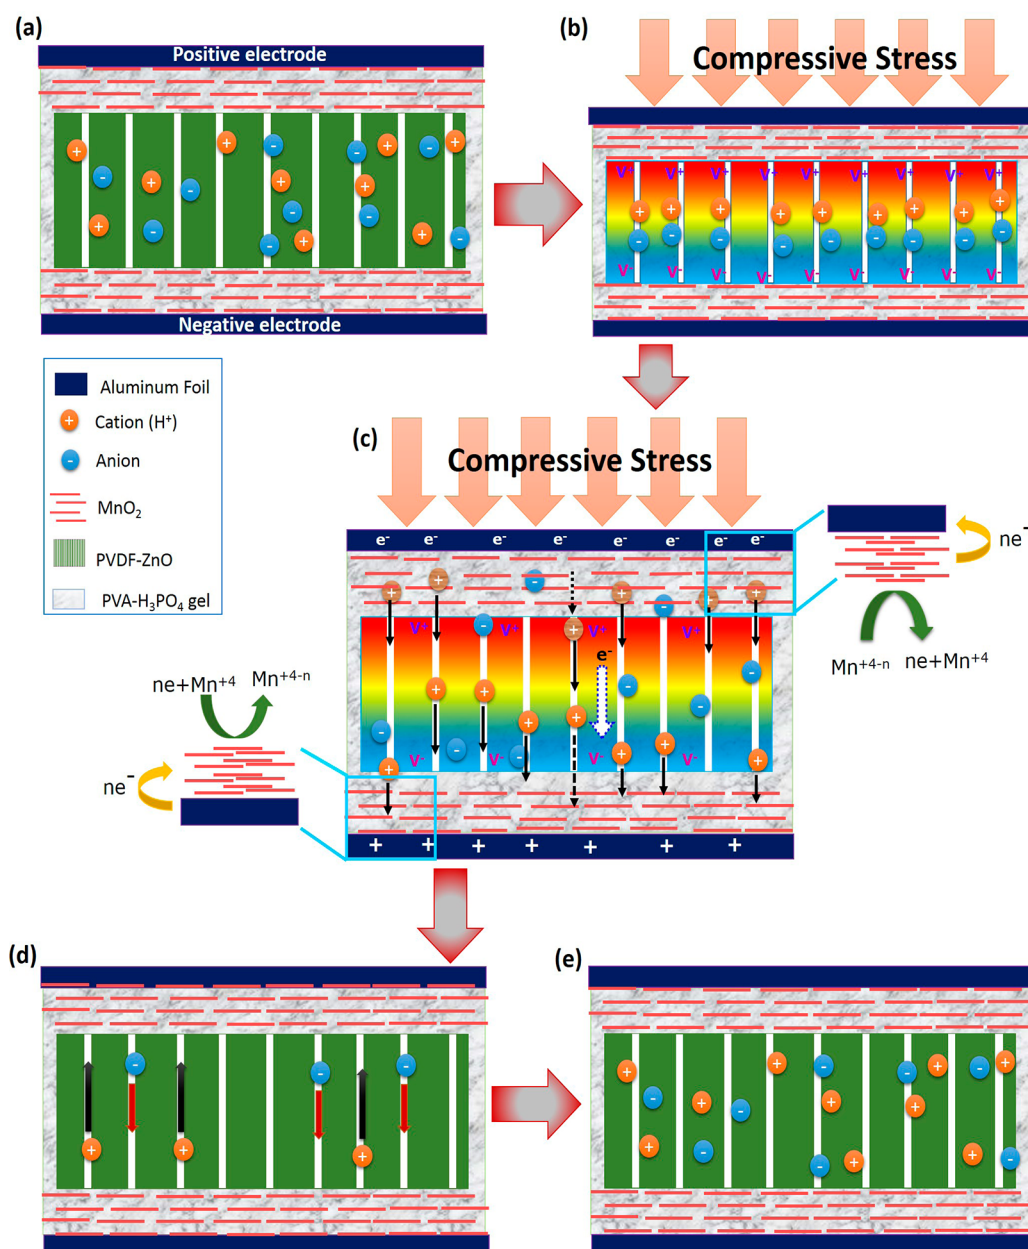 (a)
Positive electrode
+ - + - + - + - + - + - + - + - + - + - + -
Negative electrode
(b)
Compressive Stress
V⁺ V⁺ V⁺ V⁺ V⁺ V⁺ V⁺ V⁺ V⁺
+ + + + + + + + +
- - - - - - - - -
V⁻ V⁻ V⁻ V⁻ V⁻ V⁻ V⁻ V⁻ V⁻
Aluminum Foil
+ Cation (H⁺)
- Anion
MnO₂
PVDF-ZnO
PVA-H₃PO₄ gel
(c)
Compressive Stress
e⁻ e⁻ e⁻ e⁻ e⁻ e⁻ e⁻
V⁺ V⁺ V⁺
e⁻
V⁻ V⁻ V⁻ V⁻
+ + + + + + +
ne⁻
Mn⁺⁴⁻ⁿ ne+Mn⁺⁴
ne+Mn⁺⁴ Mn⁺⁴⁻ⁿ
ne⁻
(d)
- - -
+ + +
(e)
+ - + - + - + - + - + - + - + - + - + - + -